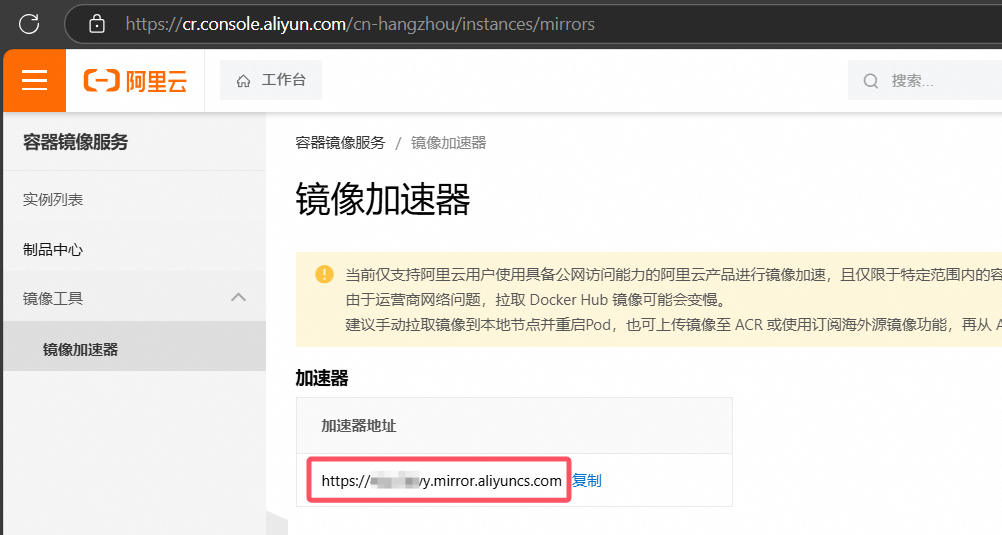 https://cr.console.aliyun.com/cn-hangzhou/instances/mirrors
阿里云
工作台
搜索...
容器镜像服务
容器镜像服务 / 镜像加速器
实例列表
镜像加速器
制品中心
当前仅支持阿里云用户使用具备公网访问能力的阿里云产品进行镜像加速，且仅限于特定范围内的容
镜像工具
由于运营商网络问题，拉取 Docker Hub 镜像可能会变慢。
建议手动拉取镜像到本地节点并重启Pod，也可上传镜像至 ACR 或使用订阅海外源镜像功能，再从 A
镜像加速器
加速器
加速器地址
https:// y.mirror.aliyuncs.com 复制